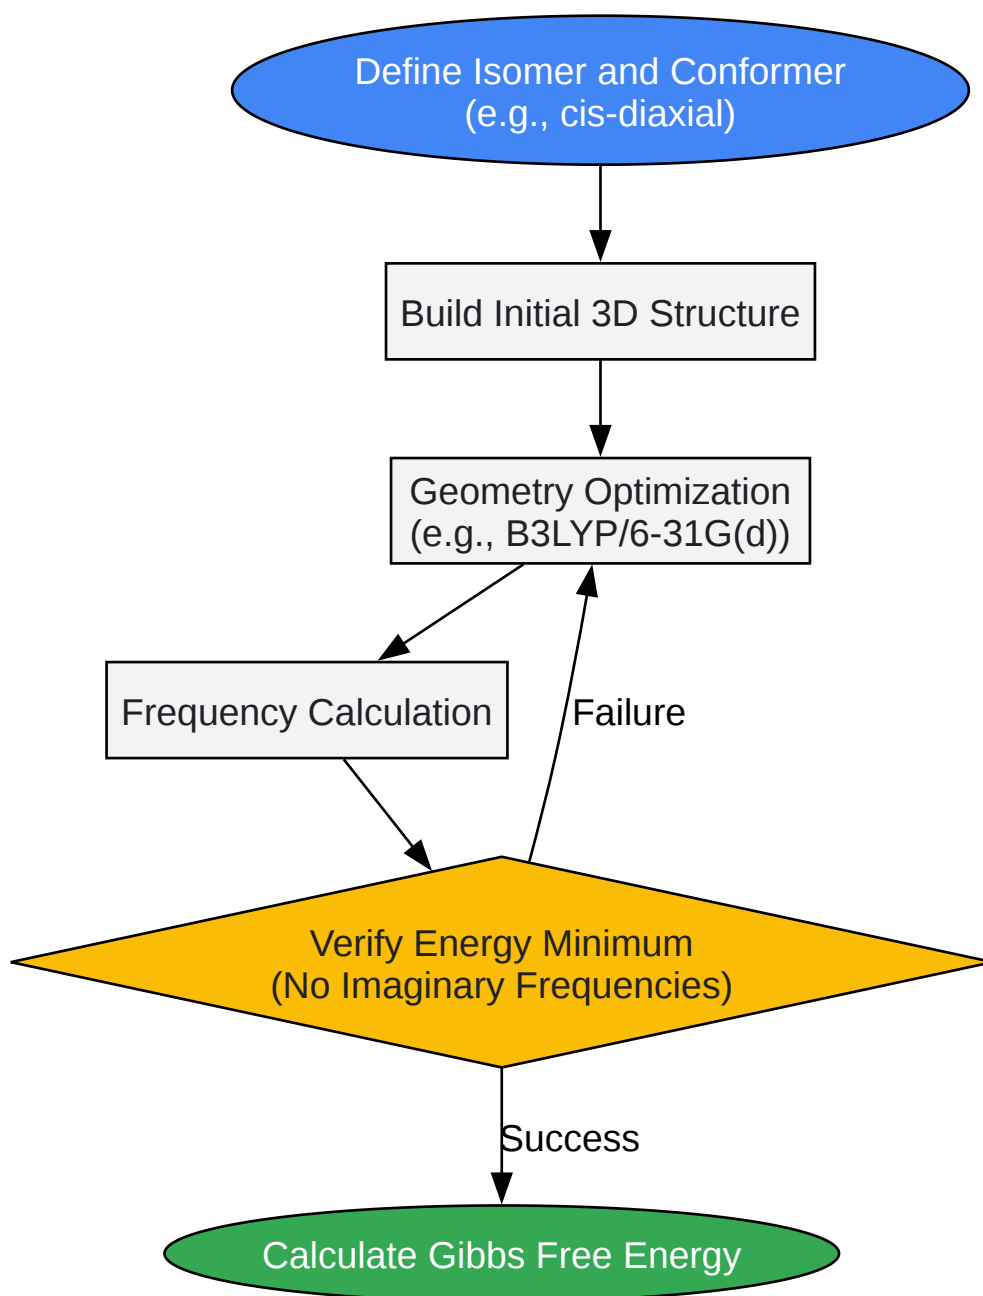 Define Isomer and Conformer
(e.g., cis-diaxial)
Build Initial 3D Structure
Geometry Optimization
(e.g., B3LYP/6-31G(d))
Frequency Calculation
Failure
Verify Energy Minimum
(No Imaginary Frequencies)
Success
Calculate Gibbs Free Energy